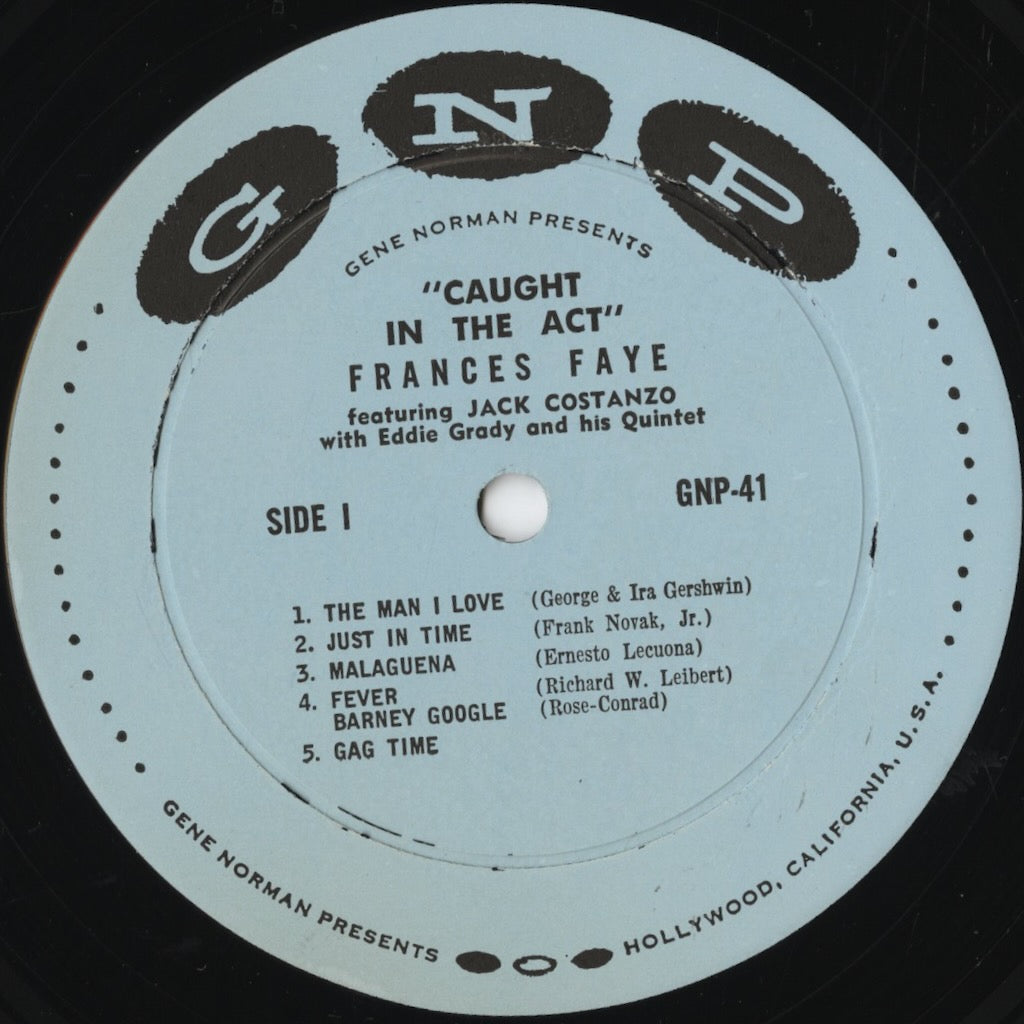 G N P
GENE NORMAN PRESENTS
"CAUGHT
IN THE ACT"
FRANCES FAYE
featuring JACK COSTANZO
with Eddie Grady and his Quintet
SIDE 1 GNP-41
1. THE MAN I LOVE (George & Ira Gershwin)
2. JUST IN TIME (Frank Novak, Jr.)
3. MALAGUENA (Ernesto Lecuona)
4. FEVER (Richard W. Leibert)
BARNEY GOOGLE (Rose-Conrad)
5. GAG TIME
GENE NORMAN PRESENTS HOLLYWOOD, CALIFORNIA, U.S.A.